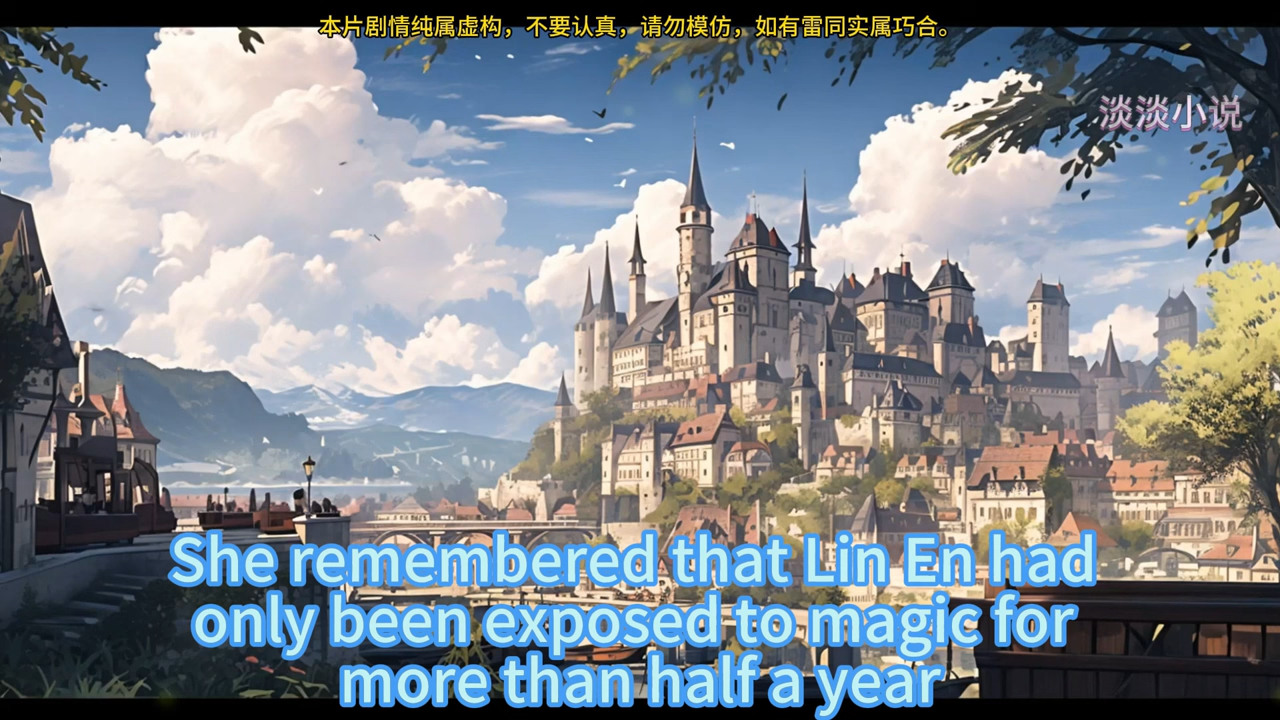 本片剧情纯属虚构，不要认真，请勿模仿，如有雷同实属巧合。
淡淡小说
She remembered that Lin En had
only been exposed to magic for
more than half a year